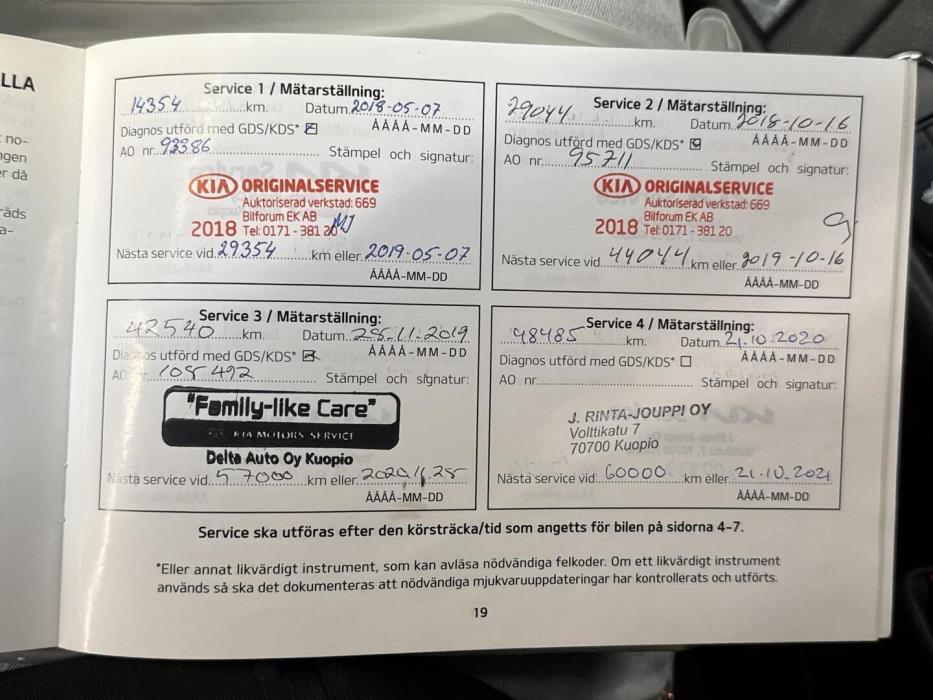 LLA
t no-
ngen
er då
räds
a-
Service 1 / Mätarställning:
14354 km. Datum 2018-05-07
Diagnos utförd med GDS/KDS* ☑ ÅÅÅÅ-MM-DD
AO nr. 93386 Stämpel och signatur:
KIA ORIGINALSERVICE
Auktoriserad verkstad: 669
Bilforum EK AB
2018 Tel: 0171 - 381 20
Nästa service vid 29354 km eller 2019-05-07
ÅÅÅÅ-MM-DD
Service 2 / Mätarställning:
29044 km. Datum 2018-10-16
Diagnos utförd med GDS/KDS* ☑ ÅÅÅÅ-MM-DD
AO nr. 95711 Stämpel och signatur:
KIA ORIGINALSERVICE
Auktoriserad verkstad: 669
Bilforum EK AB
2018 Tel: 0171 - 381 20
Nästa service vid 44044 km eller 2019-10-16
ÅÅÅÅ-MM-DD
Service 3 / Mätarställning:
42540 km. Datum 28.11.2019
Diagnos utförd med GDS/KDS* ☑ ÅÅÅÅ-MM-DD
AO nr 105 492 Stämpel och signatur:
"Family-like Care"
KIA MOTORS SERVICE
Delta Auto Oy Kuopio
Nästa service vid 57000 km eller 2020.11.28
ÅÅÅÅ-MM-DD
Service 4 / Mätarställning:
48485 km. Datum 21.10.2020
Diagnos utförd med GDS/KDS* ☐ ÅÅÅÅ-MM-DD
AO nr. Stämpel och signatur:
J. RINTA-JOUPPI OY
Volttikatu 7
70700 Kuopio
Nästa service vid 60000 km eller 21.10.2021
ÅÅÅÅ-MM-DD
Service ska utföras efter den körsträcka/tid som angetts för bilen på sidorna 4-7.
*Eller annat likvärdigt instrument, som kan avläsa nödvändiga felkoder. Om ett likvärdigt instrument
används så ska det dokumenteras att nödvändiga mjukvaruuppdateringar har kontrollerats och utförts.
19